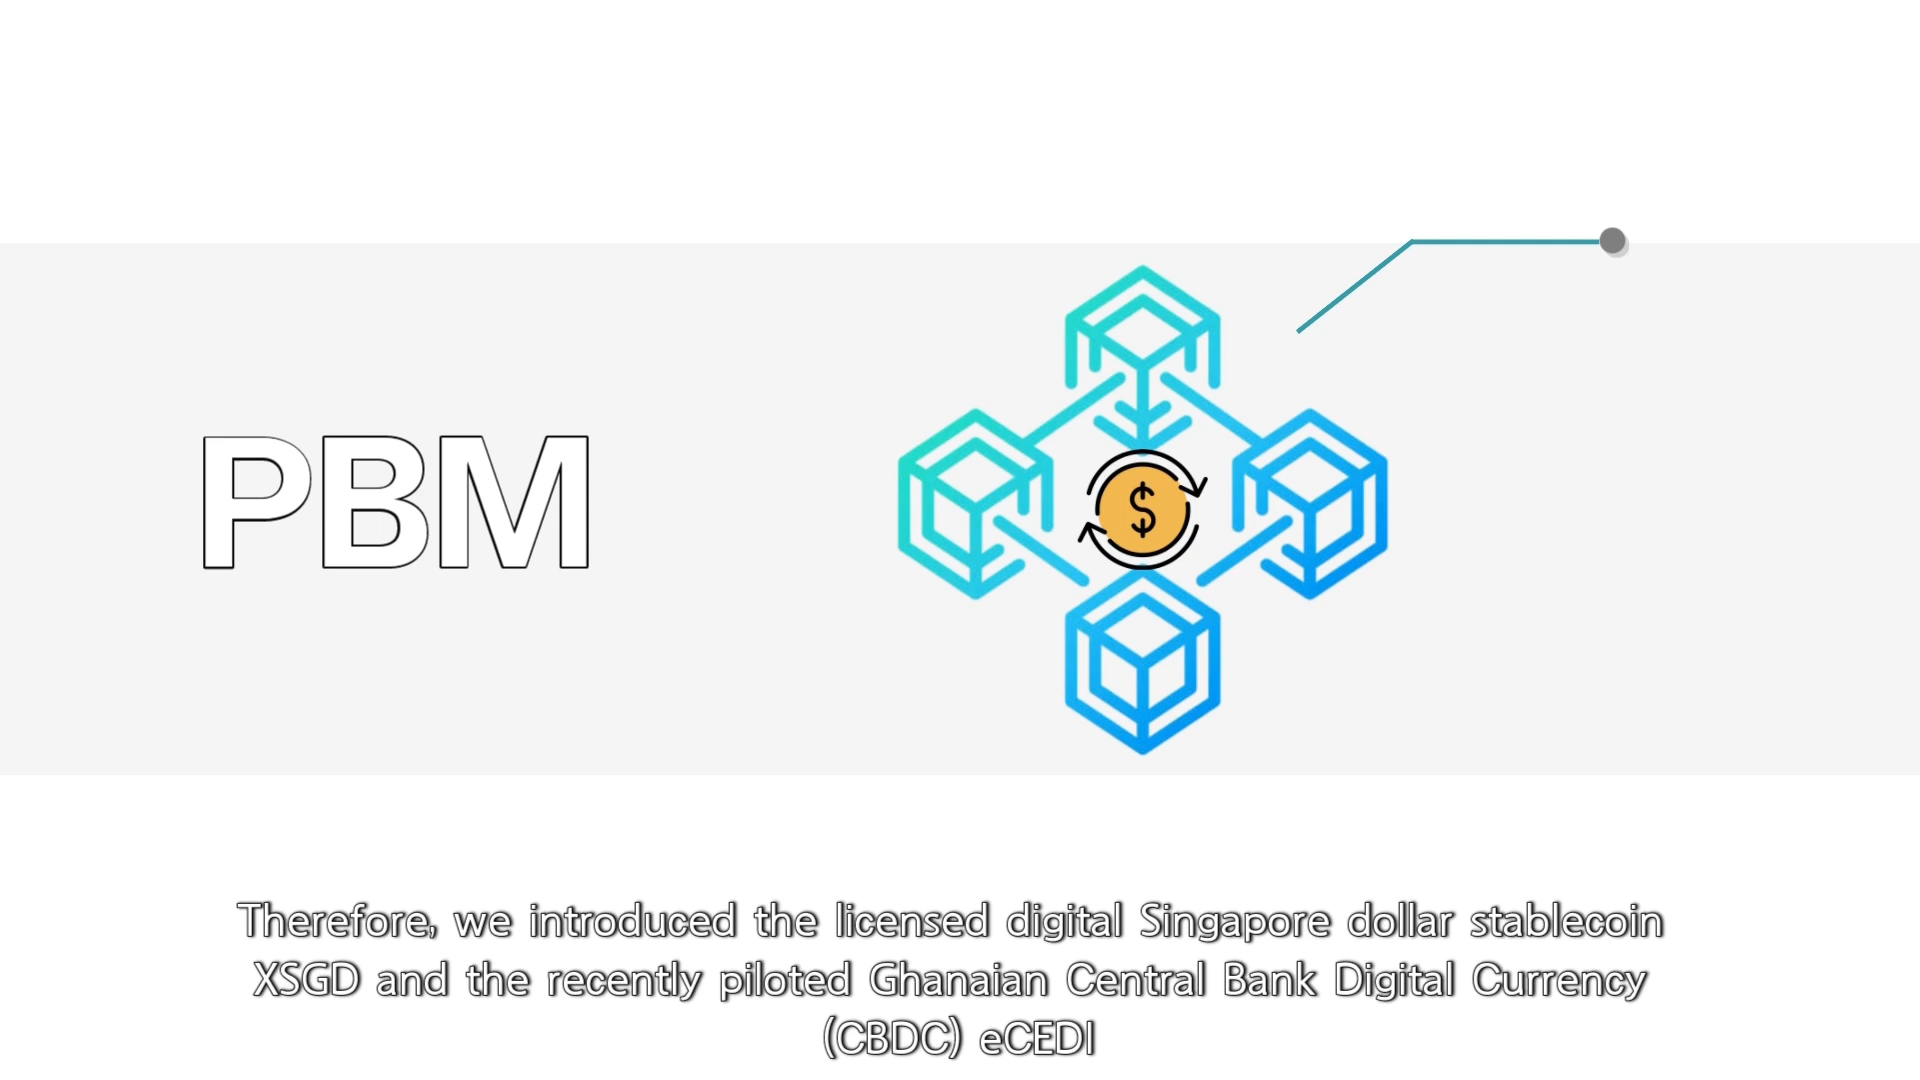 PBM
$
Therefore, we introduced the licensed digital Singapore dollar stablecoin
XSGD and the recently piloted Ghanaian Central Bank Digital Currency
(CBDC) eCEDI